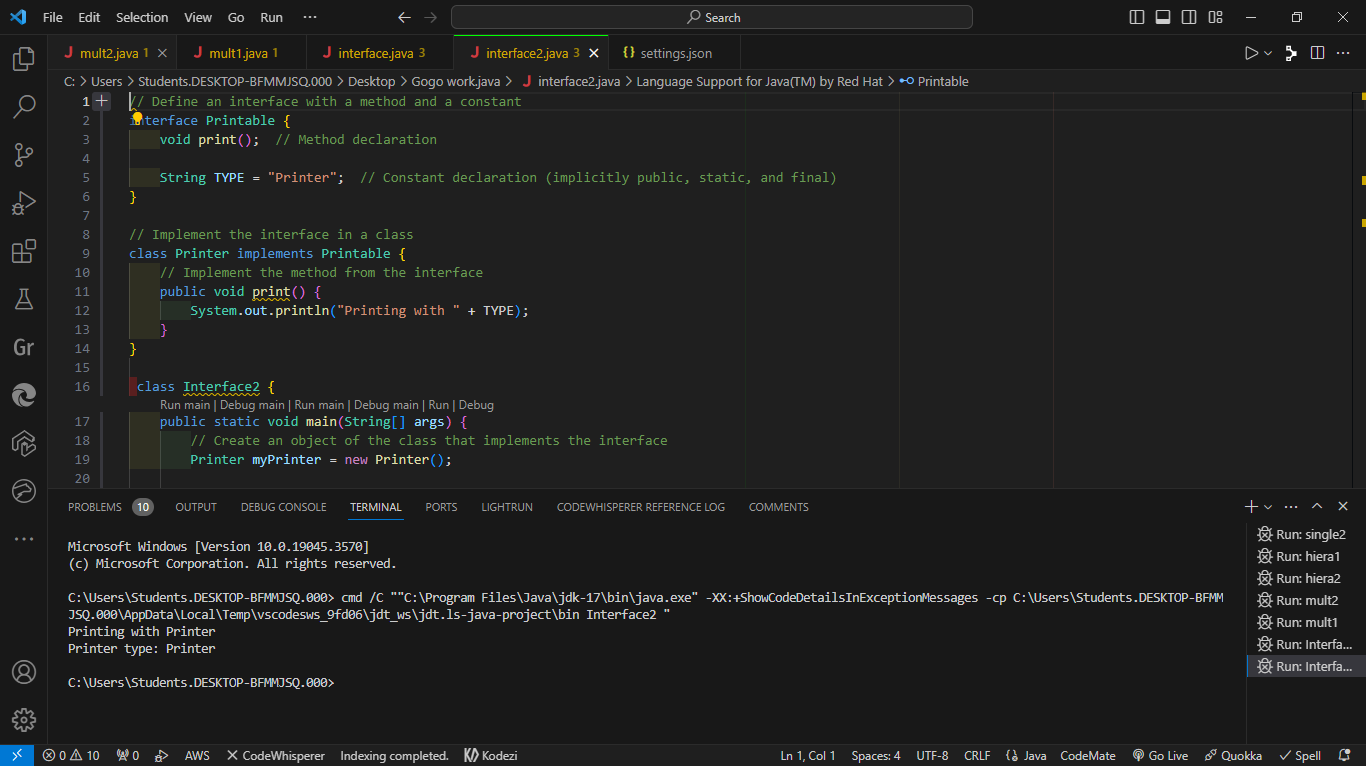 File Edit Selection View Go Run ··· Search
mult2.java 1 mult1.java 1 interface.java 3 interface2.java 3 settings.json
C: > Users > Students.DESKTOP-BFMMJSQ.000 > Desktop > Gogo work.java > interface2.java > Language Support for Java(TM) by Red Hat > Printable
1 // Define an interface with a method and a constant
2 interface Printable {
3 void print();  // Method declaration
4
5 String TYPE = "Printer";  // Constant declaration (implicitly public, static, and final)
6 }
7
8 // Implement the interface in a class
9 class Printer implements Printable {
10 // Implement the method from the interface
11 public void print() {
12 System.out.println("Printing with " + TYPE);
13 }
14 }
15
16 class Interface2 {
Run main | Debug main | Run main | Debug main | Run | Debug
17 public static void main(String[] args) {
18 // Create an object of the class that implements the interface
19 Printer myPrinter = new Printer();
20
Gr
PROBLEMS 10 OUTPUT DEBUG CONSOLE TERMINAL PORTS LIGHTRUN CODEWHISPERER REFERENCE LOG COMMENTS
Microsoft Windows [Version 10.0.19045.3570]
(c) Microsoft Corporation. All rights reserved.
C:\Users\Students.DESKTOP-BFMMJSQ.000> cmd /C ""C:\Program Files\Java\jdk-17\bin\java.exe" -XX:+ShowCodeDetailsInExceptionMessages -cp C:\Users\Students.DESKTOP-BFMM
JSQ.000\AppData\Local\Temp\vscodesws_9fd06\jdt_ws\jdt.ls-java-project\bin Interface2 "
Printing with Printer
Printer type: Printer
C:\Users\Students.DESKTOP-BFMMJSQ.000>
Run: single2
Run: hiera1
Run: hiera2
Run: mult2
Run: mult1
Run: Interfa...
Run: Interfa...
0 10 0 AWS CodeWhisperer Indexing completed. Kodezi Ln 1, Col 1 Spaces: 4 UTF-8 CRLF {} Java CodeMate Go Live Quokka Spell